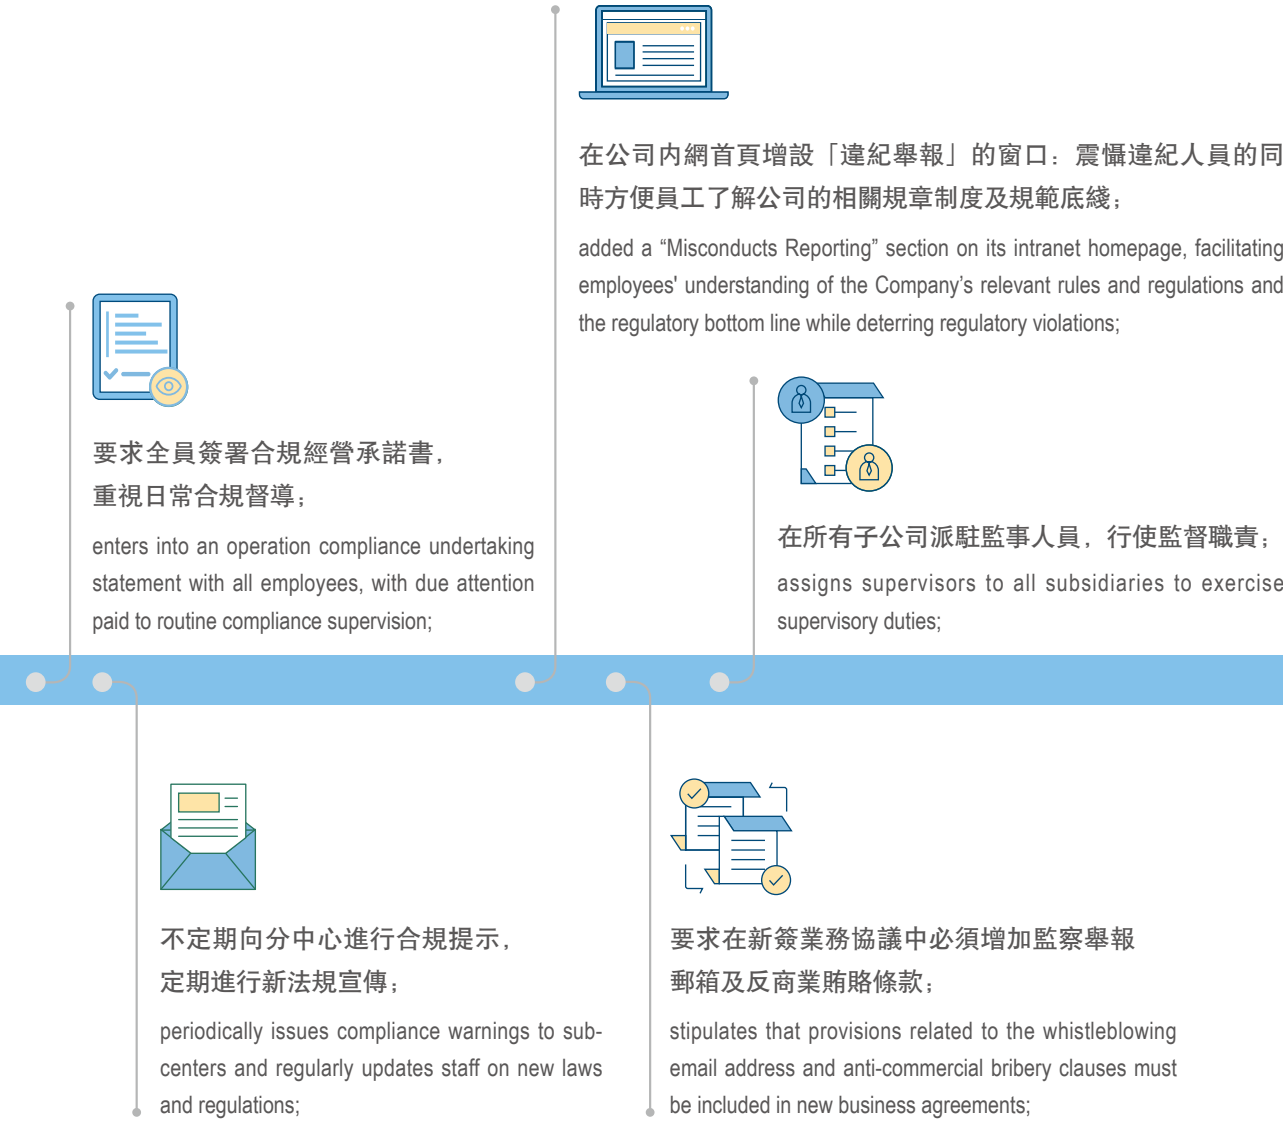 在公司内網首頁增設「違紀舉報」的窗口：震懾違紀人員的同
時方便員工了解公司的相關規章制度及規範底綫；
added a “Misconducts Reporting” section on its intranet homepage, facilitating
employees' understanding of the Company’s relevant rules and regulations and
the regulatory bottom line while deterring regulatory violations;
要求全員簽署合規經營承諾書，
重視日常合規督導；
enters into an operation compliance undertaking
statement with all employees, with due attention
paid to routine compliance supervision;
在所有子公司派駐監事人員，行使監督職責；
assigns supervisors to all subsidiaries to exercise
supervisory duties;
不定期向分中心進行合規提示，
定期進行新法規宣傳；
periodically issues compliance warnings to sub-
centers and regularly updates staff on new laws
and regulations;
要求在新簽業務協議中必須增加監察舉報
郵箱及反商業賄賂條款；
stipulates that provisions related to the whistleblowing
email address and anti-commercial bribery clauses must
be included in new business agreements;